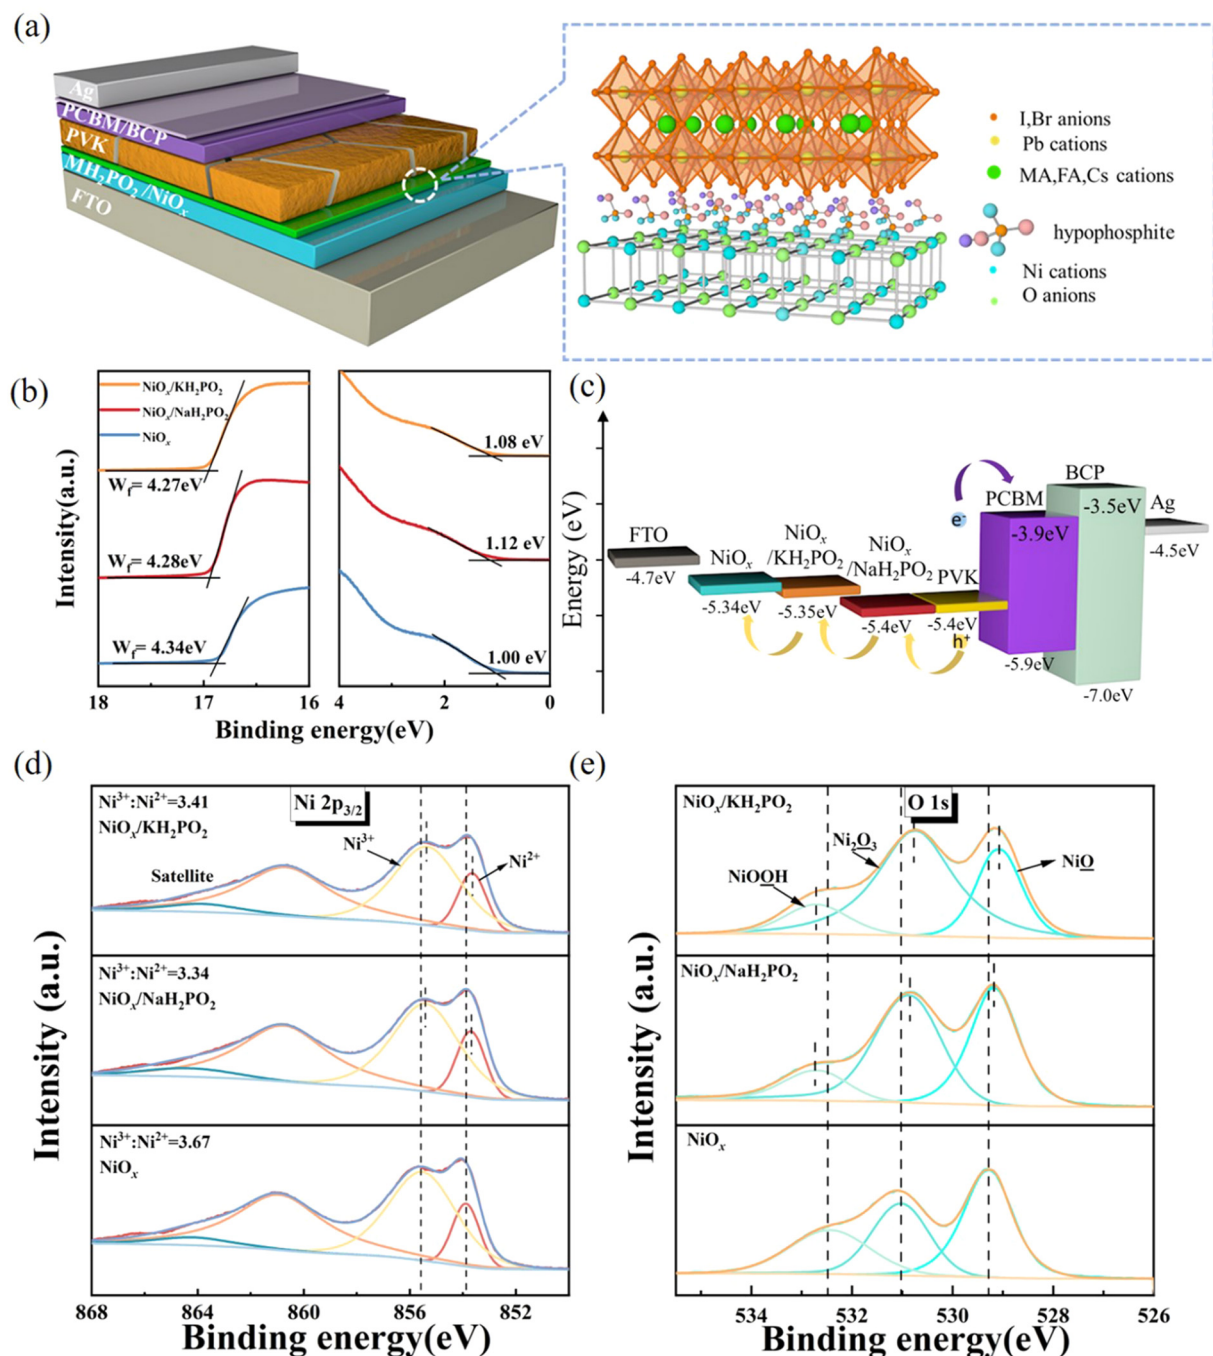 (a)
Ag
PCBM/BCP
PVK
MH₂PO₂ /NiOₓ
FTO
I,Br anions
Pb cations
MA,FA,Cs cations
hypophosphite
Ni cations
O anions
(b)
NiOₓ/KH₂PO₂
NiOₓ/NaH₂PO₂
NiOₓ
W_f= 4.27eV
W_f= 4.28eV
W_f= 4.34eV
1.08 eV
1.12 eV
1.00 eV
Intensity(a.u.)
18
17
16
4
2
0
Binding energy(eV)
(c)
Energy (eV)
FTO
-4.7eV
NiOₓ
-5.34eV
NiOₓ
/KH₂PO₂
-5.35eV
NiOₓ
/NaH₂PO₂
-5.4eV
PVK
-5.4eV
h⁺
e⁻
PCBM
-3.9eV
-5.9eV
BCP
-3.5eV
-7.0eV
Ag
-4.5eV
(d)
Ni³⁺:Ni²⁺=3.41
NiOₓ/KH₂PO₂
Ni 2p₃/₂
Ni³⁺
Ni²⁺
Satellite
Ni³⁺:Ni²⁺=3.34
NiOₓ/NaH₂PO₂
Ni³⁺:Ni²⁺=3.67
NiOₓ
Intensity (a.u.)
868
864
860
856
852
Binding energy(eV)
(e)
NiOₓ/KH₂PO₂
O 1s
Ni₂O₃
NiOOH
NiO
NiOₓ/NaH₂PO₂
NiOₓ
Intensity (a.u.)
534
532
530
528
526
Binding energy(eV)